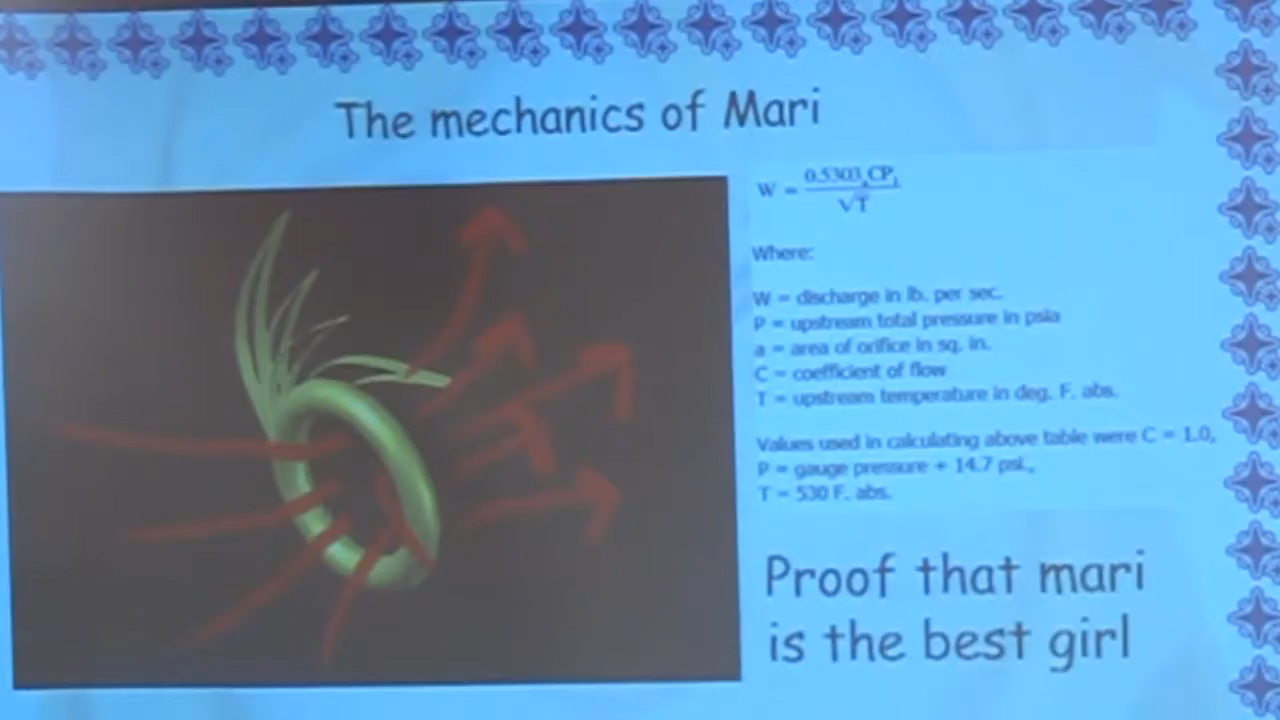 The mechanics of Mari
W = 0.5303 aCP₁
√T
Where:
W = discharge in lb. per sec.
P = upstream total pressure in psia
a = area of orifice in sq. in.
C = coefficient of flow
T = upstream temperature in deg. F. abs.
Values used in calculating above table were C = 1.0,
P = gauge pressure + 14.7 psi.,
T = 530 F. abs.
Proof that mari
is the best girl